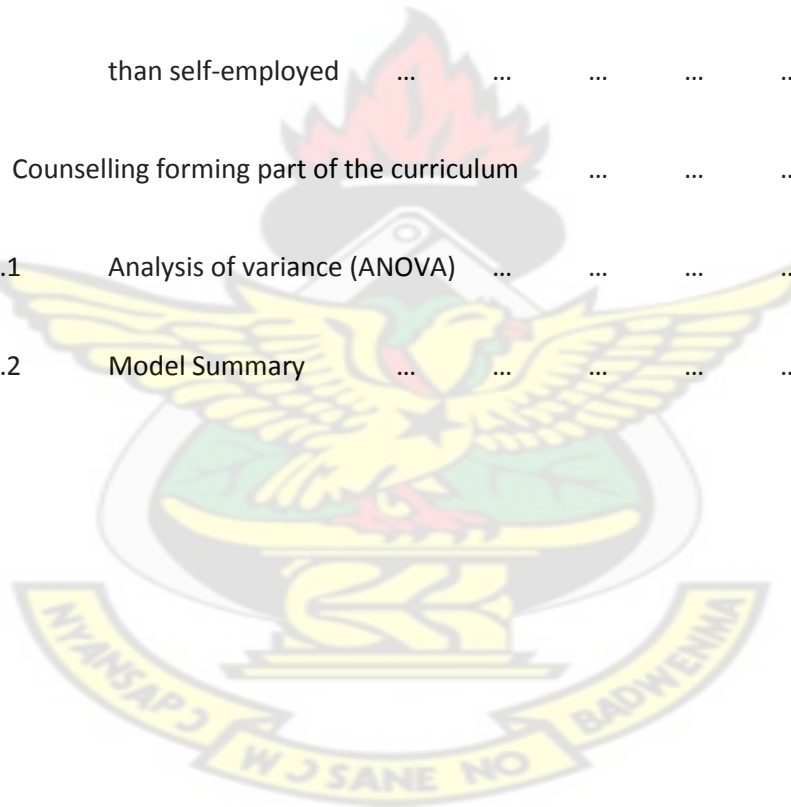 than self-employed … … … … ..
Counselling forming part of the curriculum … … ..
.1 Analysis of variance (ANOVA) … … … ..
.2 Model Summary … … … … ..
NYANSAPƆ WƆSANE NO BADWENMA